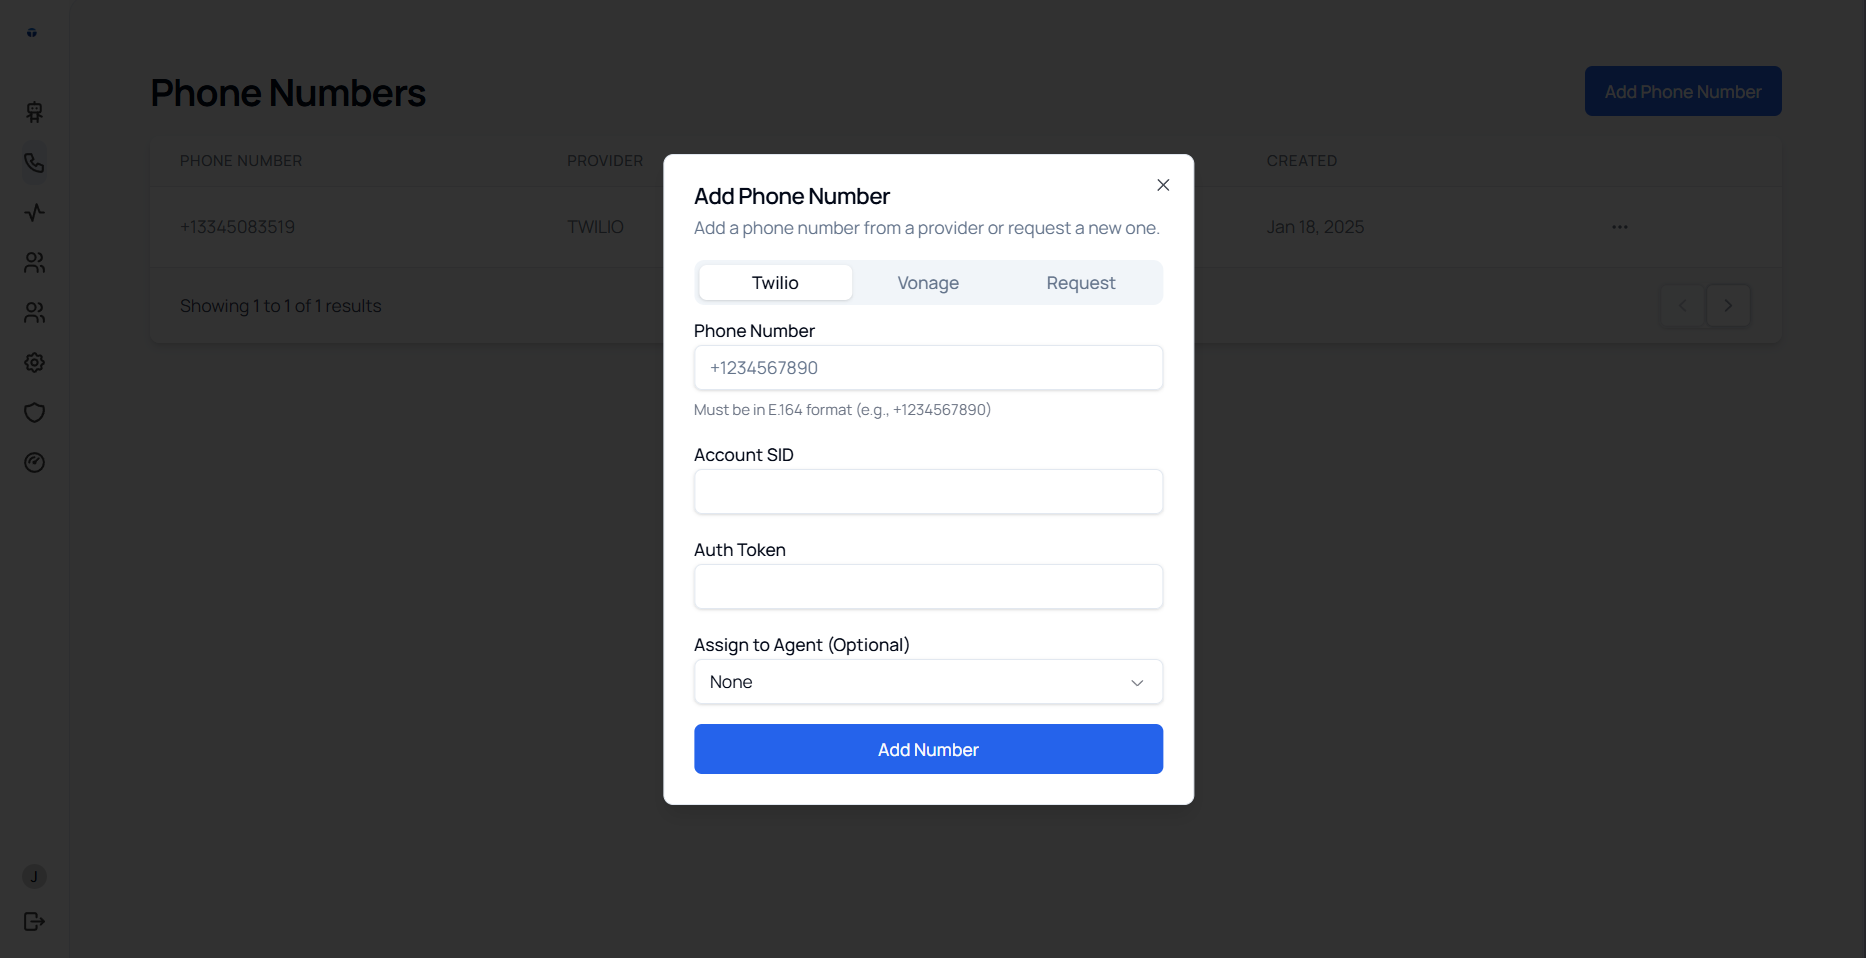 Phone Numbers
Add Phone Number
PHONE NUMBER PROVIDER CREATED
+13345083519 TWILIO Jan 18, 2025
Showing 1 to 1 of 1 results
Add Phone Number
Add a phone number from a provider or request a new one.
Twilio Vonage Request
Phone Number
+1234567890
Must be in E.164 format (e.g., +1234567890)
Account SID
Auth Token
Assign to Agent (Optional)
None
Add Number
J